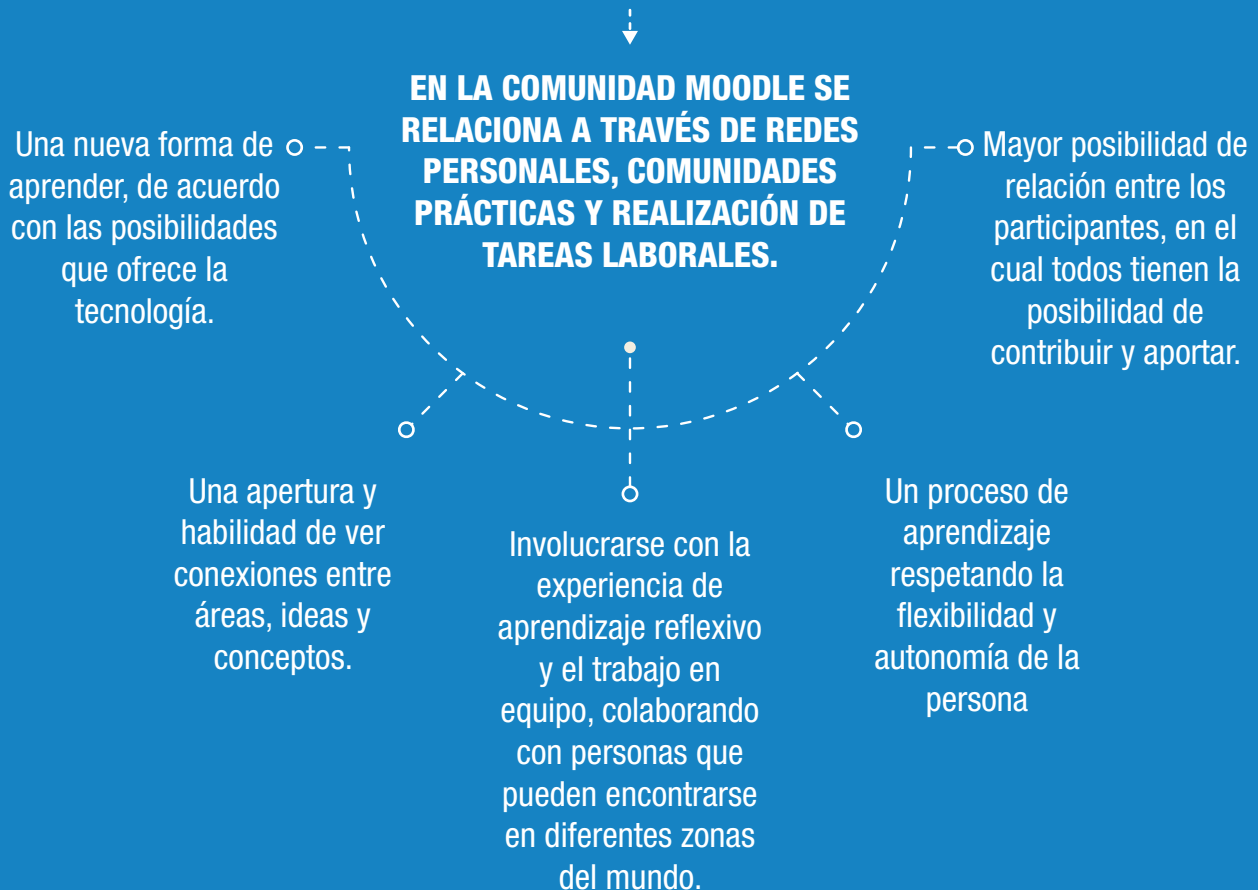 EN LA COMUNIDAD MOODLE SE
RELACIONA A TRAVÉS DE REDES
PERSONALES, COMUNIDADES
PRÁCTICAS Y REALIZACIÓN DE
TAREAS LABORALES.
Una nueva forma de
aprender, de acuerdo
con las posibilidades
que ofrece la
tecnología.
Una apertura y
habilidad de ver
conexiones entre
áreas, ideas y
conceptos.
Involucrarse con la
experiencia de
aprendizaje reflexivo
y el trabajo en
equipo, colaborando
con personas que
pueden encontrarse
en diferentes zonas
del mundo.
Un proceso de
aprendizaje
respetando la
flexibilidad y
autonomía de la
persona
Mayor posibilidad de
relación entre los
participantes, en el
cual todos tienen la
posibilidad de
contribuir y aportar.